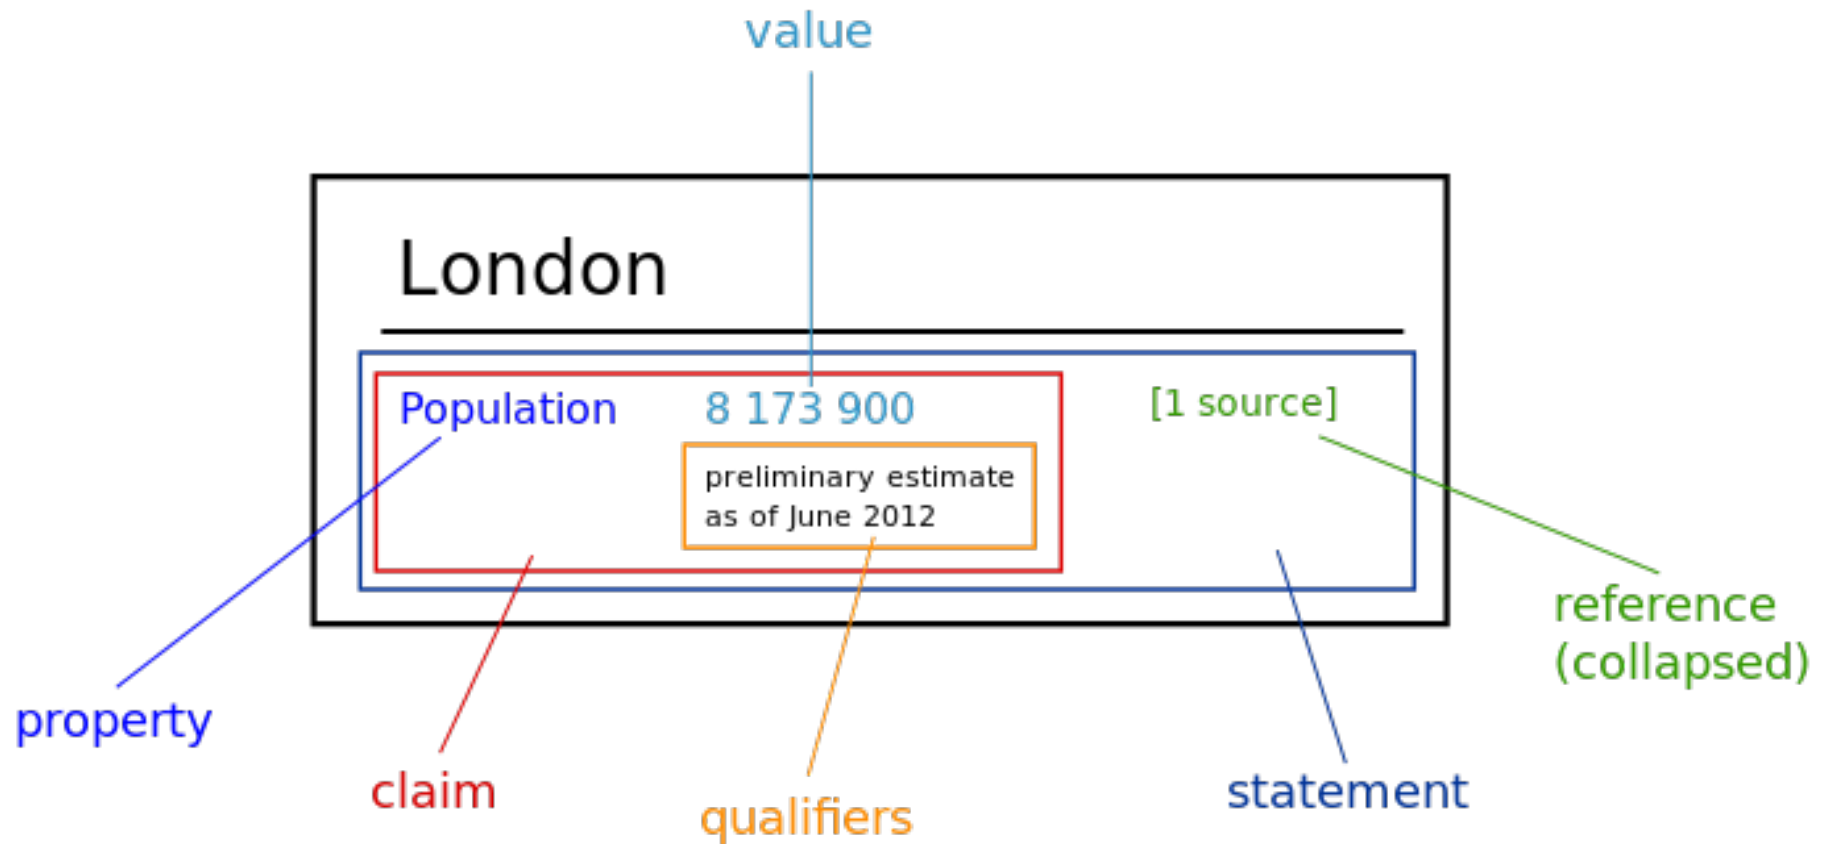 value
London
Population
8 173 900
[1 source]
preliminary estimate
as of June 2012
reference
(collapsed)
property
claim
qualifiers
statement